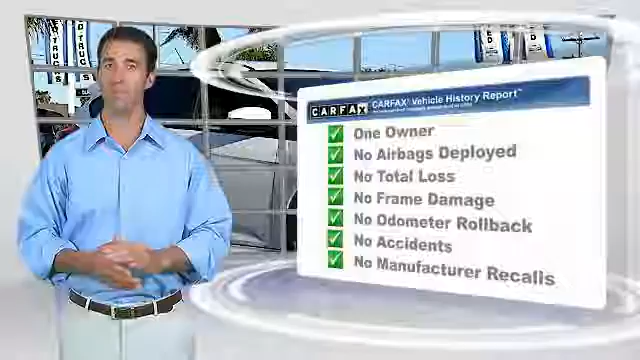 CARFAX CARFAX Vehicle History Report™
One Owner
No Airbags Deployed
No Total Loss
No Frame Damage
No Odometer Rollback
No Accidents
No Manufacturer Recalls